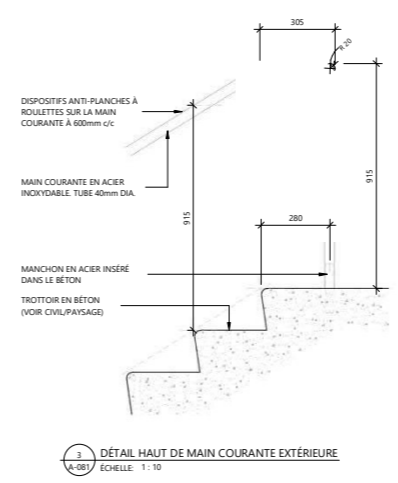 305
R 20
DISPOSITIFS ANTI-PLANCHES À
ROULETTES SUR LA MAIN
COURANTE À 600mm c/c
MAIN COURANTE EN ACIER
INOXYDABLE. TUBE 40mm DIA.
915
915
280
MANCHON EN ACIER INSÉRÉ
DANS LE BÉTON
TROTTOIR EN BÉTON
(VOIR CIVIL/PAYSAGE)
3
A-081
DÉTAIL HAUT DE MAIN COURANTE EXTÉRIEURE
ÉCHELLE: 1 : 10